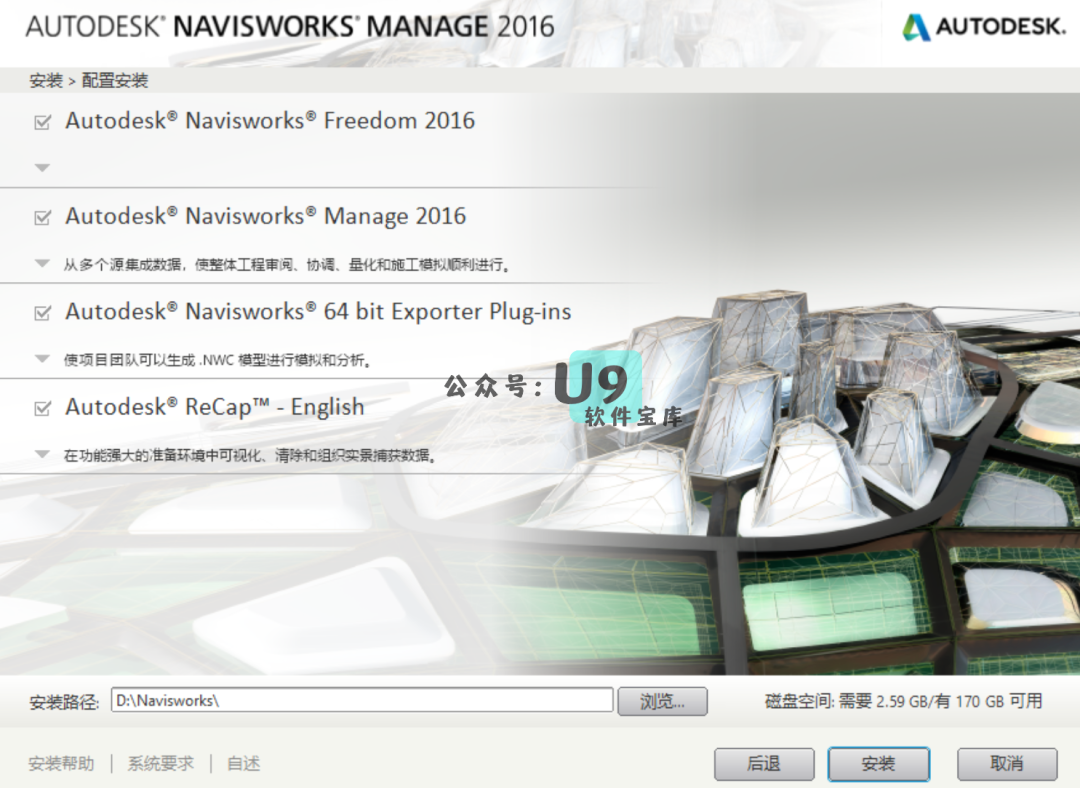 AUTODESK® NAVISWORKS® MANAGE 2016
AUTODESK.
安装 > 配置安装
Autodesk® Navisworks® Freedom 2016
Autodesk® Navisworks® Manage 2016
从多个源集成数据，使整体工程审阅、协调、量化和施工模拟顺利进行。
Autodesk® Navisworks® 64 bit Exporter Plug-ins
使项目团队可以生成 .NWC 模型进行模拟和分析。
公众号：U9
软件宝库
Autodesk® ReCap™ - English
在功能强大的准备环境中可视化、清除和组织实景捕获数据。
安装路径: D:\Navisworks\ 浏览... 磁盘空间: 需要 2.59 GB/有 170 GB 可用
安装帮助 | 系统要求 | 自述 后退 安装 取消